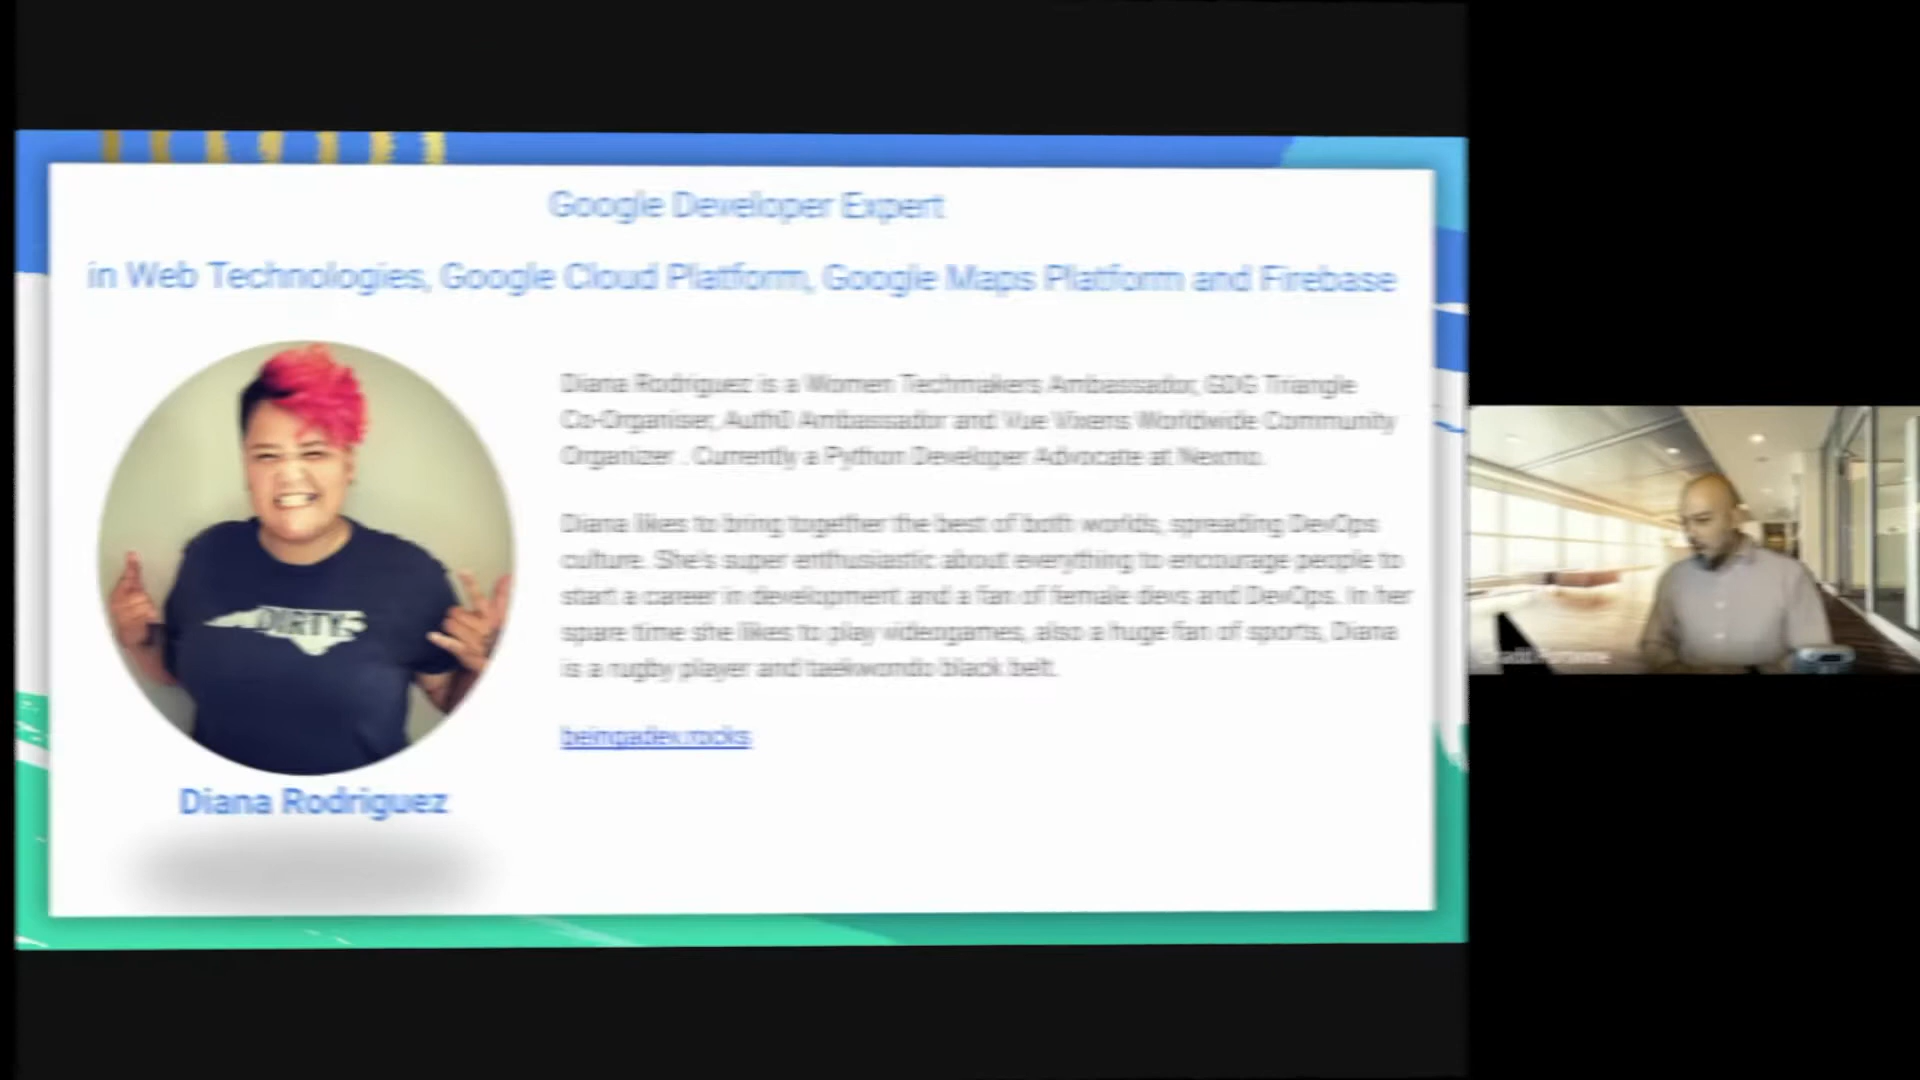 Google Developer Expert
in Web Technologies, Google Cloud Platform, Google Maps Platform and Firebase
Diana Rodriguez is a Women Techmakers Ambassador, GDG Triangle
Co-Organiser, Auth0 Ambassador and Vue Vixens Worldwide Community
Organizer . Currently a Python Developer Advocate at Nexmo.
Diana likes to bring together the best of both worlds, spreading DevOps
culture. She's super enthusiastic about everything to encourage people to
start a career in development and a fan of female devs and DevOps. In her
spare time she likes to play videogames, also a huge fan of sports, Diana
is a rugby player and taekwondo black belt.
beingadev.rocks
DIRTY
Diana Rodriguez